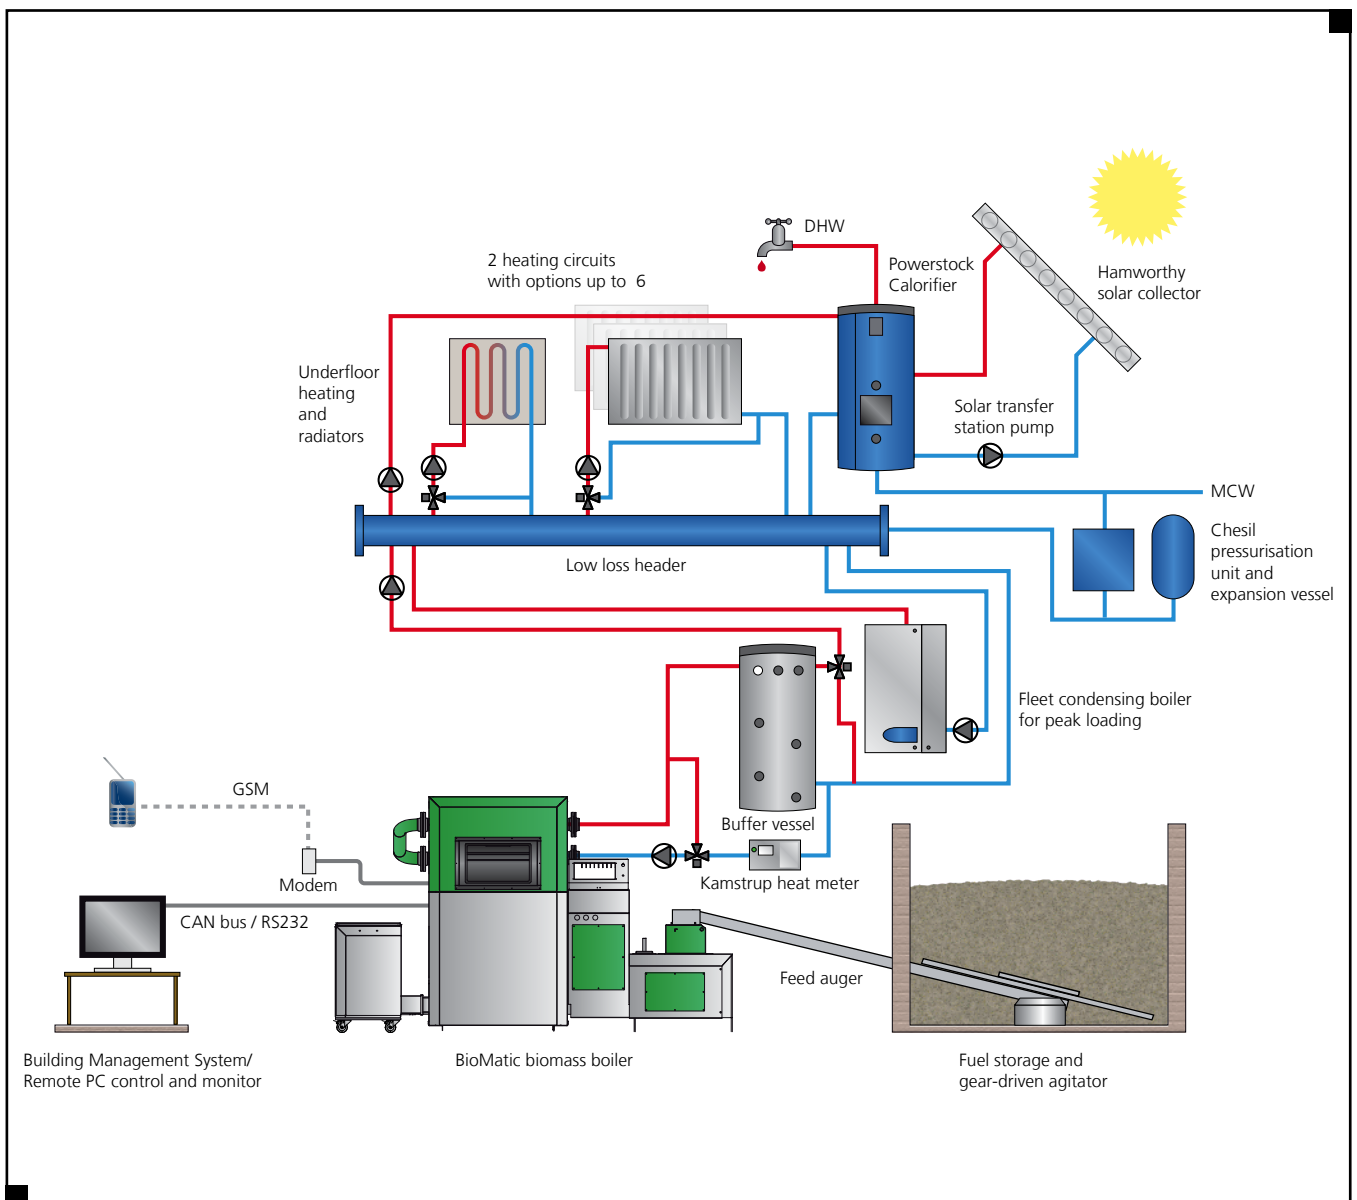 DHW
Powerstock
Calorifier
Hamworthy
solar collector
2 heating circuits
with options up to  6
Underfloor
heating
and
radiators
Solar transfer
station pump
MCW
Chesil
pressurisation
unit and
expansion vessel
Low loss header
Fleet condensing boiler
for peak loading
GSM
Buffer vessel
Modem
Kamstrup heat meter
CAN bus / RS232
Feed auger
Building Management System/
Remote PC control and monitor
BioMatic biomass boiler
Fuel storage and
gear-driven agitator